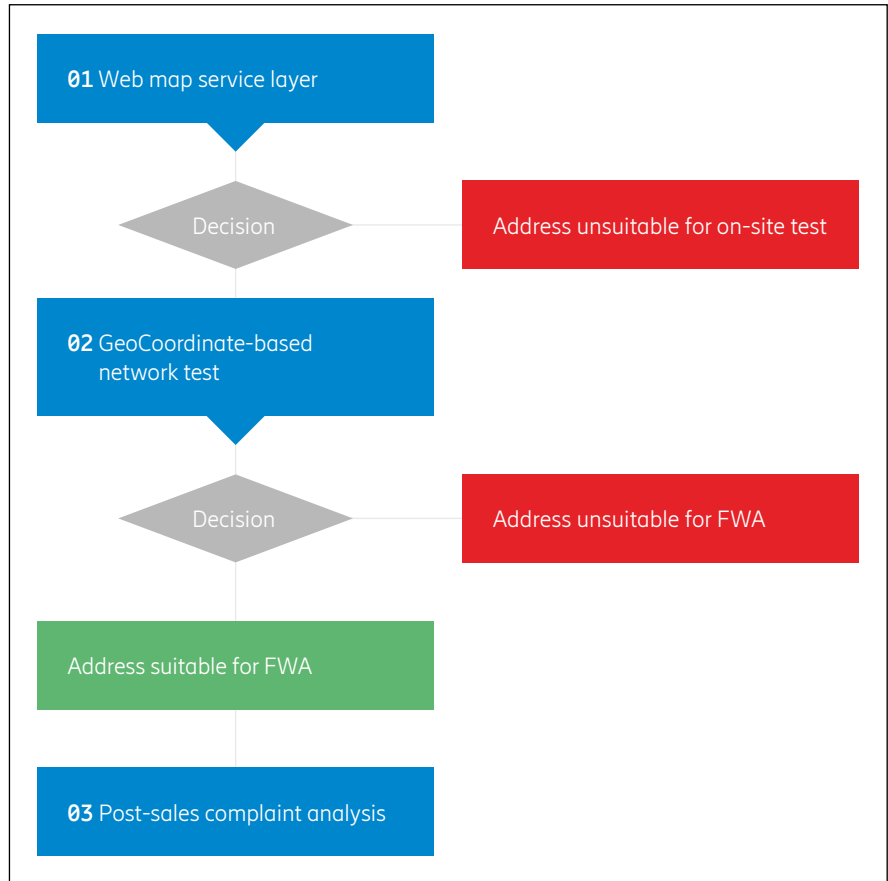 01 Web map service layer
Decision
Address unsuitable for on-site test
02 GeoCoordinate-based
network test
Decision
Address unsuitable for FWA
Address suitable for FWA
03 Post-sales complaint analysis